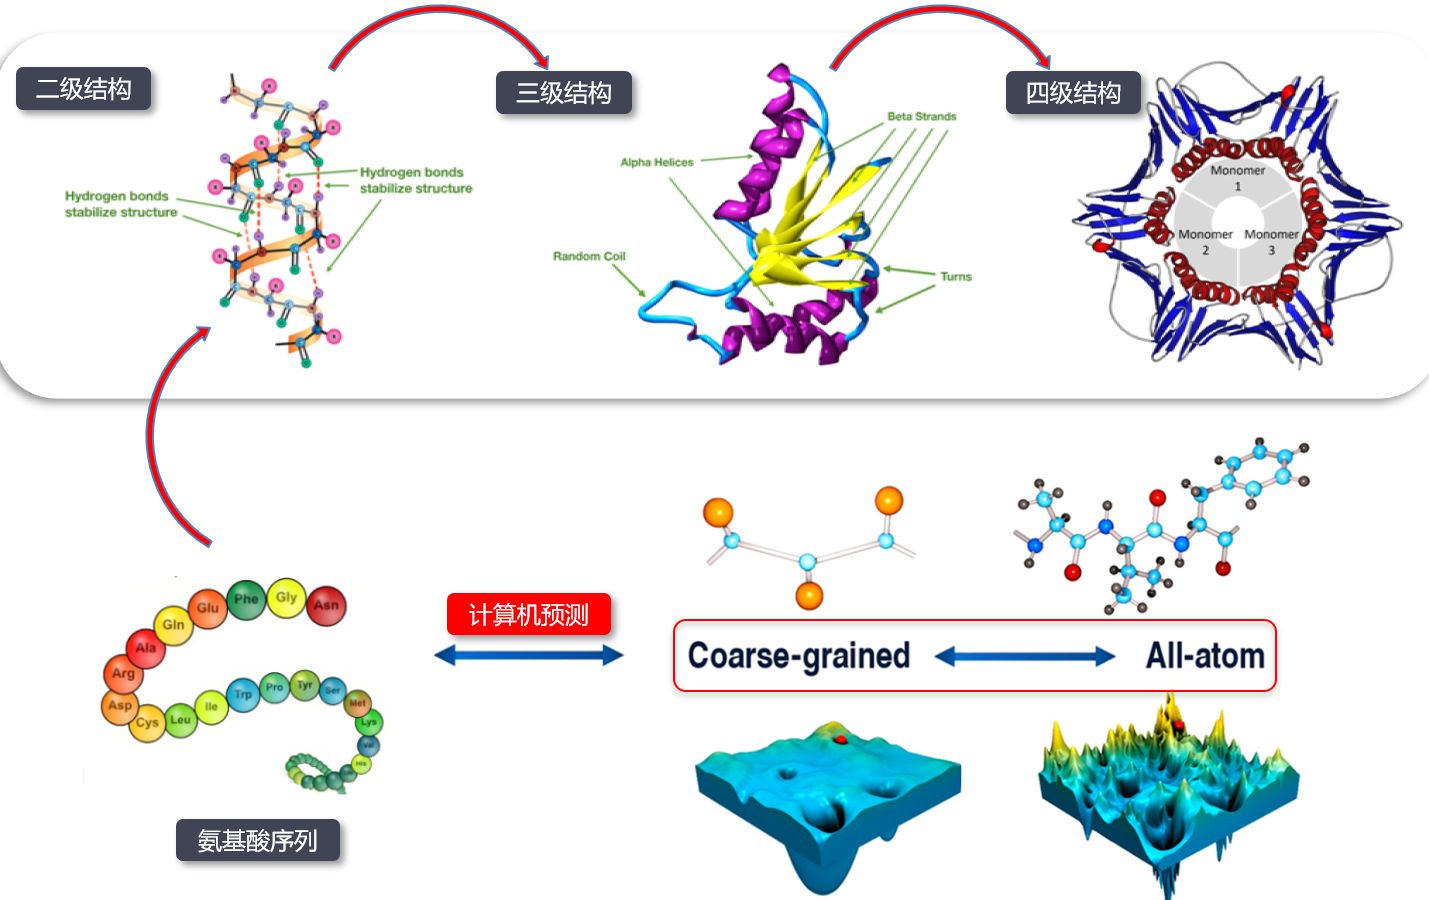 二级结构
三级结构
四级结构
Hydrogen bonds
stabilize structure
Hydrogen bonds
stabilize structure
Alpha Helices
Beta Strands
Random Coil
Turns
Monomer
1
Monomer
2
Monomer
3
Asn
Gly
Phe
Glu
Gln
Ala
Arg
Asp
Cys
Leu
Ile
Trp
Pro
Tyr
Ser
Met
Lys
Val
His
氨基酸序列
计算机预测
Coarse-grained
All-atom